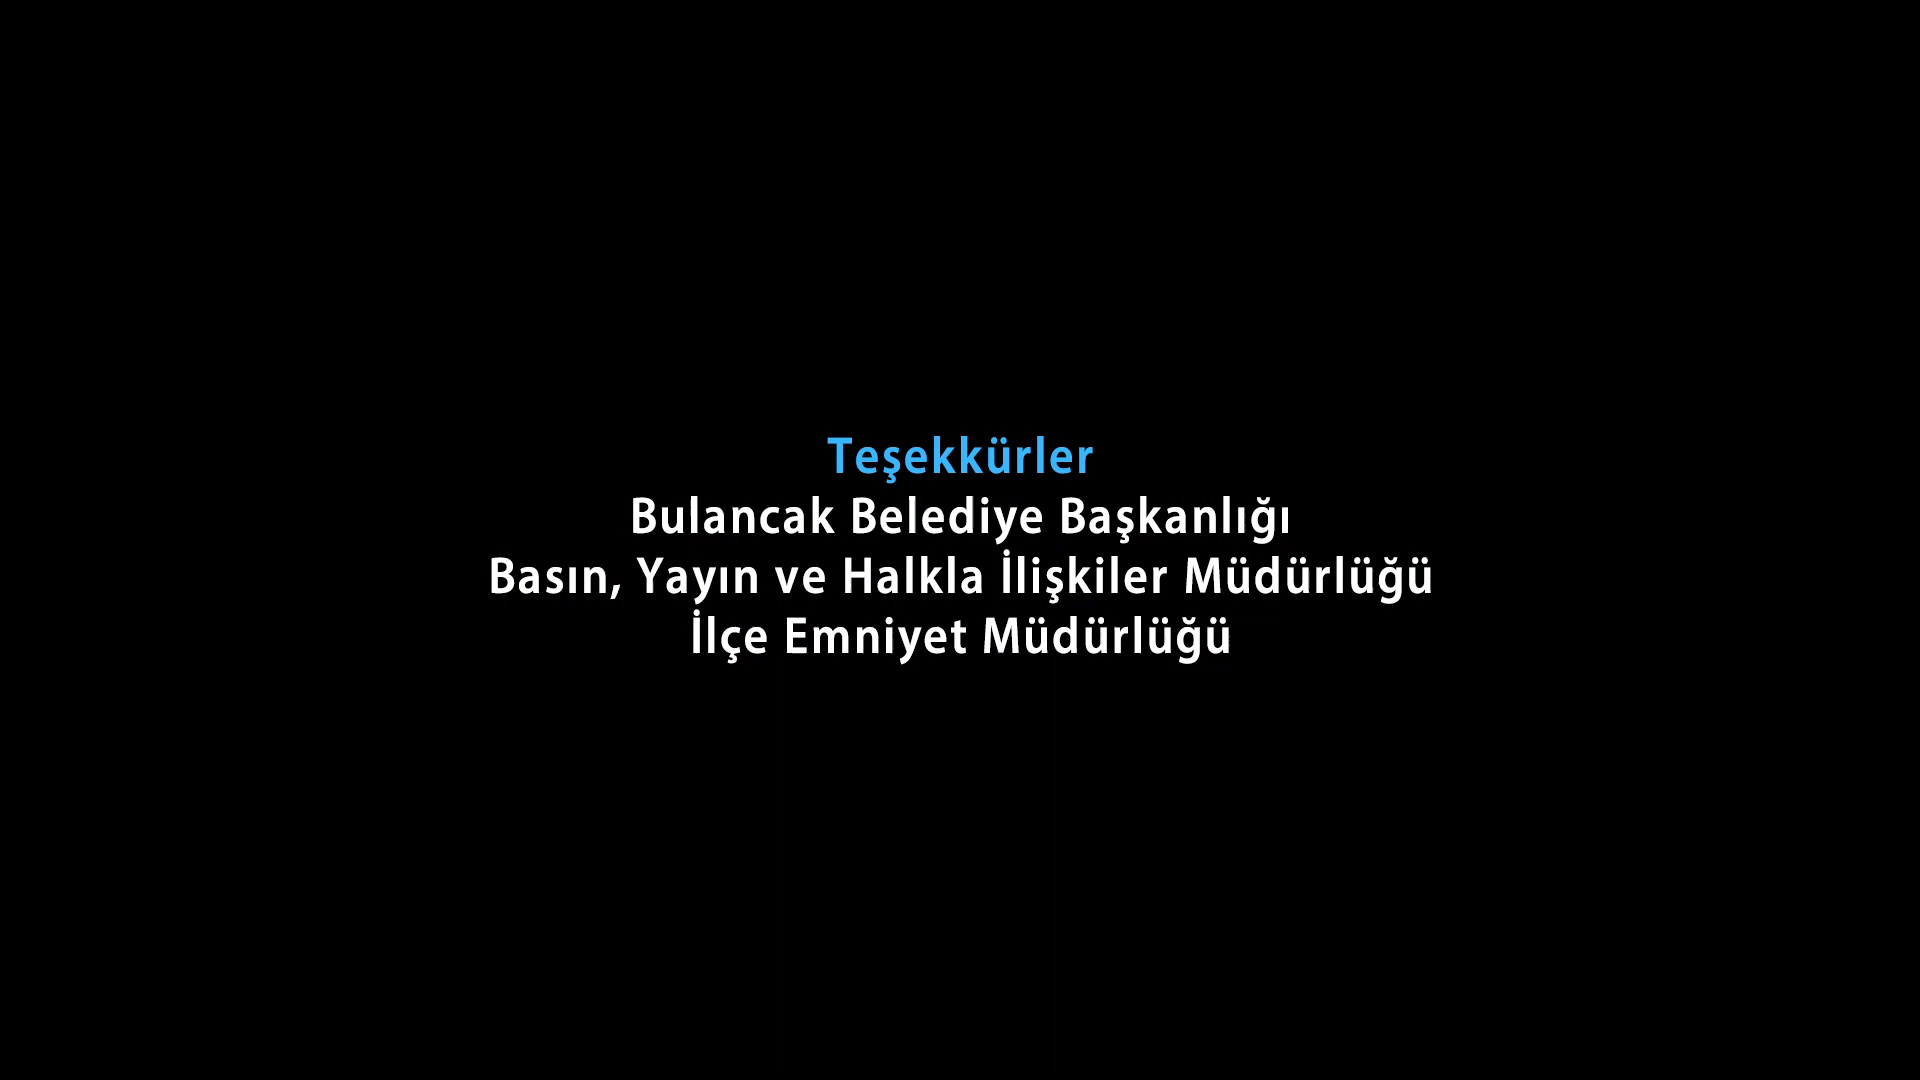 Teşekkürler
Bulancak Belediye Başkanlığı
Basın, Yayın ve Halkla İlişkiler Müdürlüğü
İlçe Emniyet Müdürlüğü